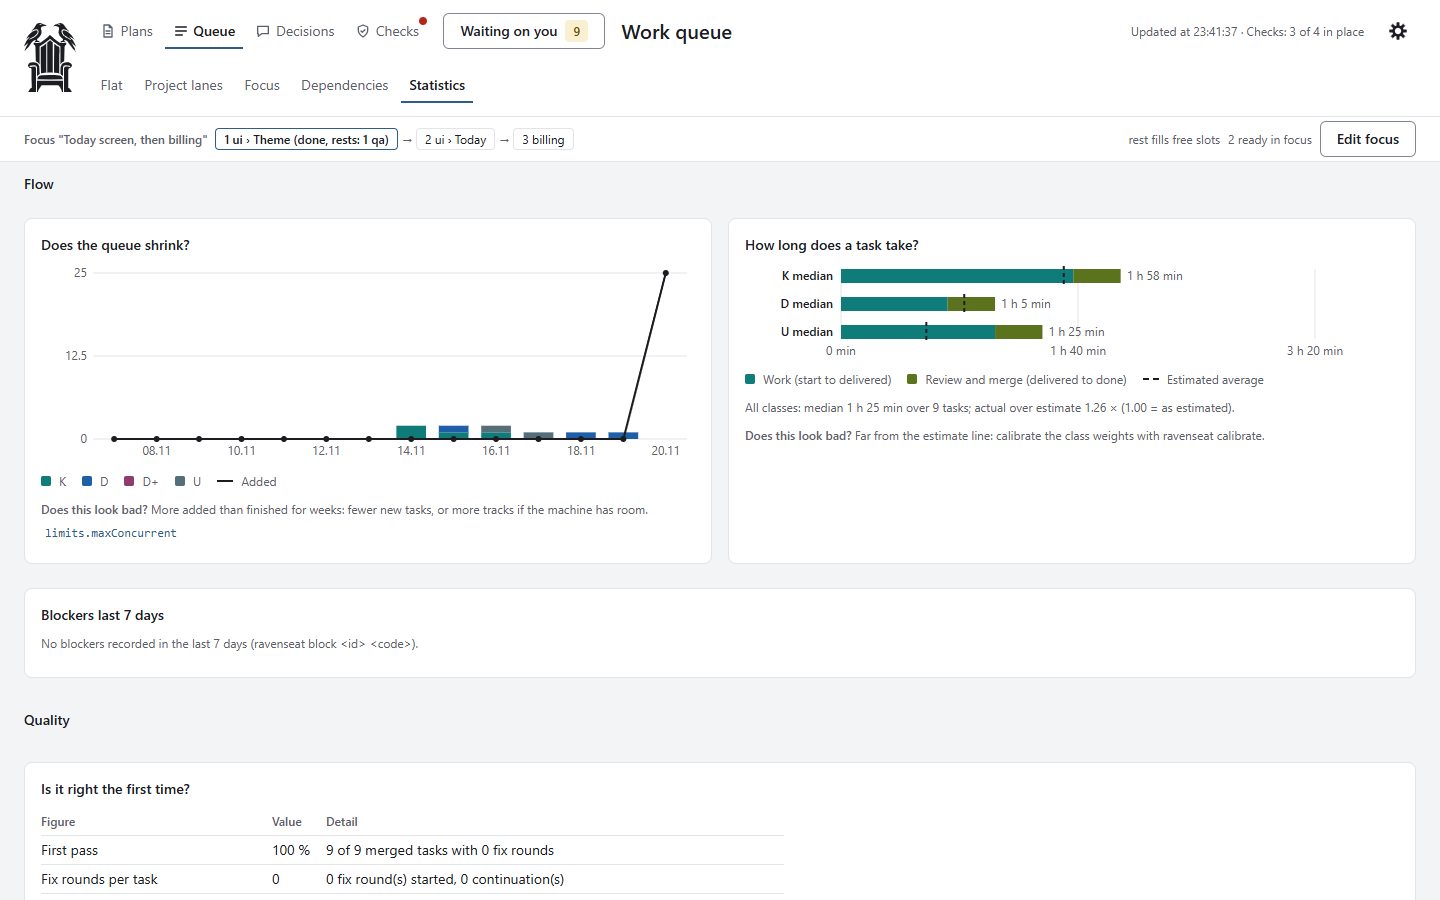 Plans Queue Decisions Checks Waiting on you 9 Work queue Updated at 23:41:37 · Checks: 3 of 4 in place
Flat Project lanes Focus Dependencies Statistics
Focus "Today screen, then billing" 1 ui › Theme (done, rests: 1 qa) → 2 ui › Today → 3 billing rest fills free slots 2 ready in focus Edit focus
Flow
Does the queue shrink?
25
12.5
0
08.11 10.11 12.11 14.11 16.11 18.11 20.11
K D D+ U Added
Does this look bad? More added than finished for weeks: fewer new tasks, or more tracks if the machine has room.
limits.maxConcurrent
How long does a task take?
K median 1 h 58 min
D median 1 h 5 min
U median 1 h 25 min
0 min 1 h 40 min 3 h 20 min
Work (start to delivered) Review and merge (delivered to done) Estimated average
All classes: median 1 h 25 min over 9 tasks; actual over estimate 1.26 × (1.00 = as estimated).
Does this look bad? Far from the estimate line: calibrate the class weights with ravenseat calibrate.
Blockers last 7 days
No blockers recorded in the last 7 days (ravenseat block <id> <code>).
Quality
Is it right the first time?
Figure Value Detail
First pass 100 % 9 of 9 merged tasks with 0 fix rounds
Fix rounds per task 0 0 fix round(s) started, 0 continuation(s)